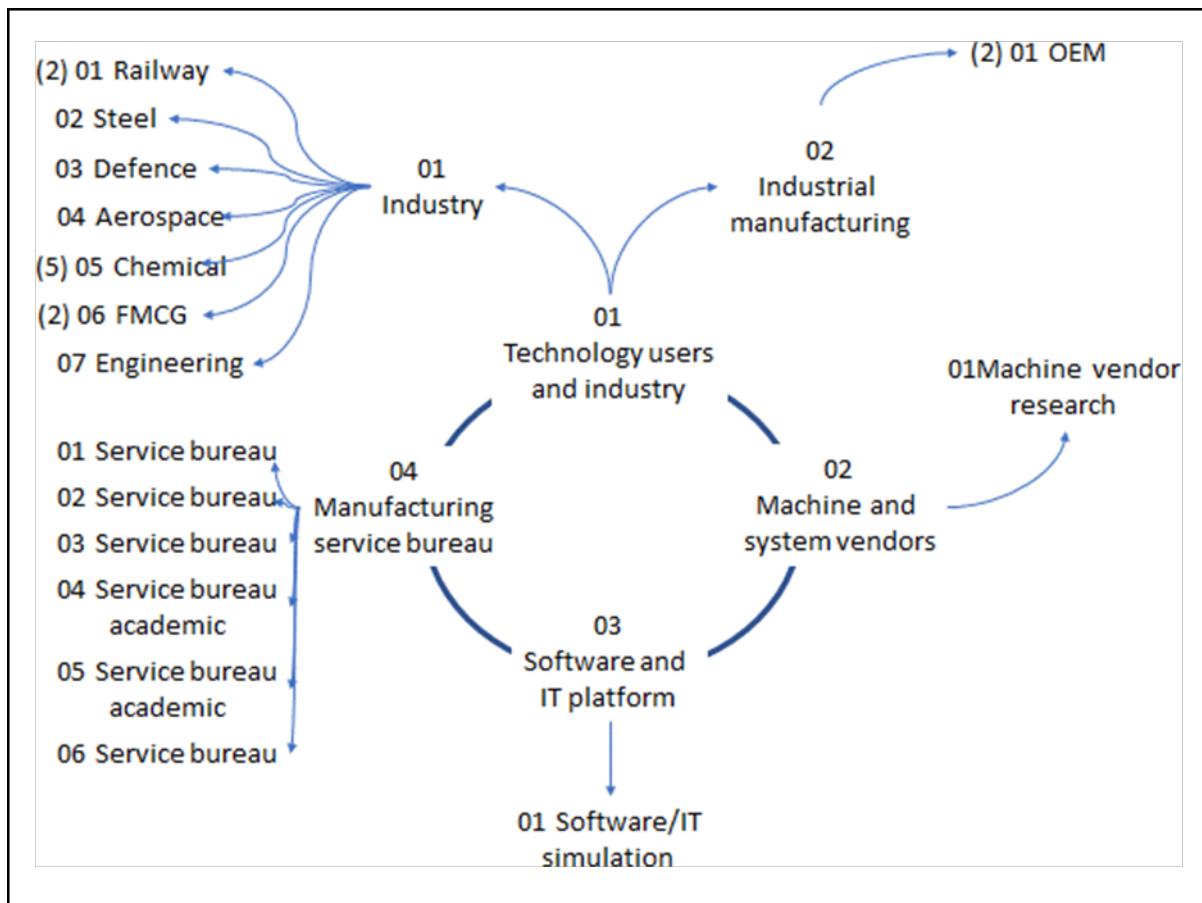 (2) 01 Railway
02 Steel
03 Defence
04 Aerospace
(5) 05 Chemical
(2) 06 FMCG
07 Engineering
01
Industry
02
Industrial
manufacturing
(2) 01 OEM
01
Technology users
and industry
01Machine vendor
research
02
Machine and
system vendors
04
Manufacturing
service bureau
01 Service bureau
02 Service bureau
03 Service bureau
04 Service bureau
academic
05 Service bureau
academic
06 Service bureau
03
Software and
IT platform
01 Software/IT
simulation